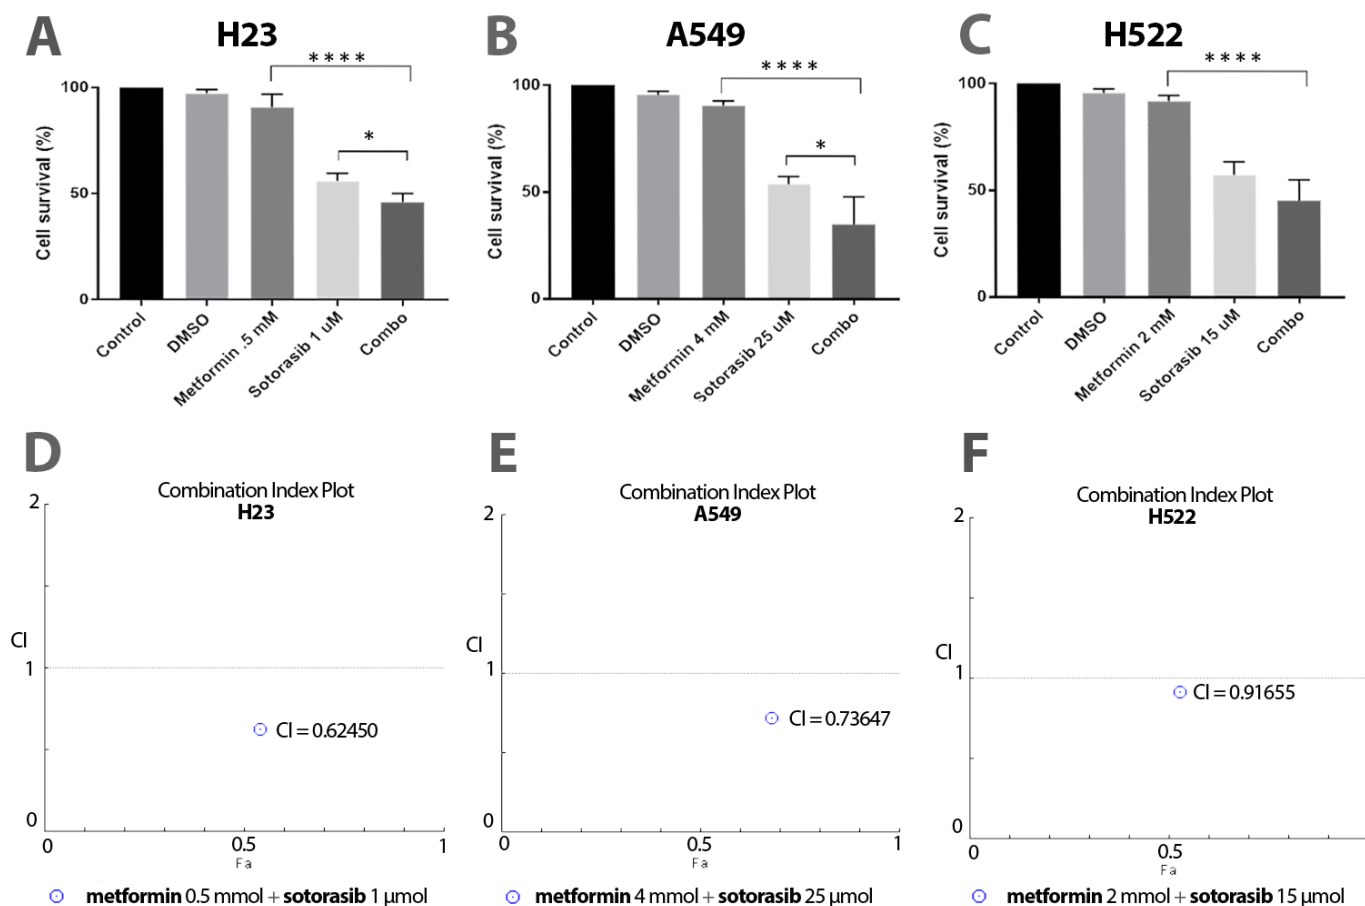 A
H23
****
*
100
50
0
Cell survival (%)
Control
DMSO
Metformin .5 mM
Sotorasib 1 uM
Combo
B
A549
****
*
100
50
0
Cell survival (%)
Control
DMSO
Metformin 4 mM
Sotorasib 25 uM
Combo
C
H522
****
100
50
0
Cell survival (%)
Control
DMSO
Metformin 2 mM
Sotorasib 15 uM
Combo
D
Combination Index Plot
H23
2
CI
1
CI = 0.62450
0
0
0.5
1
Fa
metformin 0.5 mmol + sotorasib 1 µmol
E
Combination Index Plot
A549
2
CI
1
CI = 0.73647
0
0
0.5
1
Fa
metformin 4 mmol + sotorasib 25 µmol
F
Combination Index Plot
H522
2
CI
1
CI = 0.91655
0
0
0.5
Fa
metformin 2 mmol + sotorasib 15 µmol